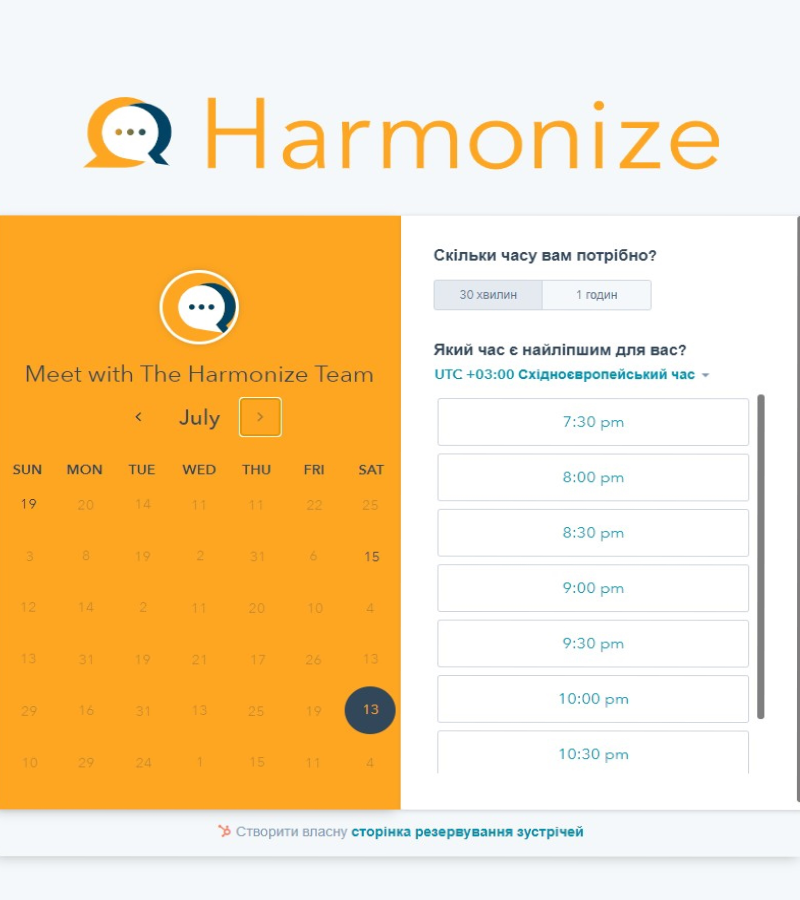 Harmonize
Meet with The Harmonize Team
July
SUN MON TUE WED THU FRI SAT
19 20 14 11 11 22 25
3 8 19 2 31 6 15
12 14 2 11 20 10 4
13 31 19 21 17 26 13
29 16 31 13 25 19 13
10 29 24 1 15 11 4
Скільки часу вам потрібно?
30 хвилин 1 годин
Який час є найліпшим для вас?
UTC +03:00 Східноєвропейський час
7:30 pm
8:00 pm
8:30 pm
9:00 pm
9:30 pm
10:00 pm
10:30 pm
Створити власну сторінка резервування зустрічей